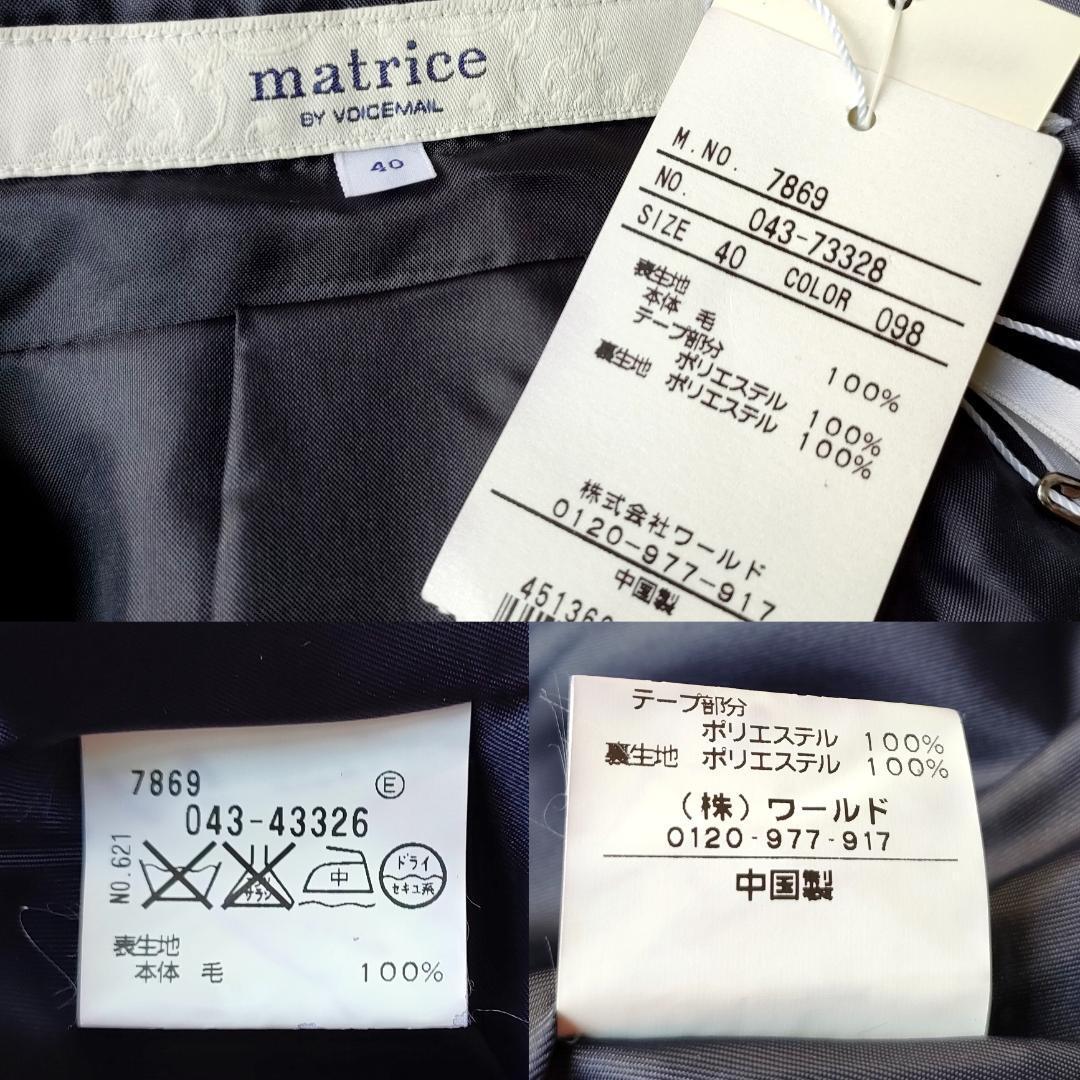 matrice
BY VOICEMAIL
40
M.NO. 7869
NO. 043-73328
SIZE 40 COLOR 098
表生地
本体 毛 100%
テープ部分
ポリエステル 100%
裏生地 ポリエステル 100%
株式会社ワールド
0120-977-917
中国製
451360
7869 E
043-43326
NO.621
サラシ
中
ドライ
セキユ系
表生地
本体 毛 100%
テープ部分
ポリエステル 100%
裏生地 ポリエステル 100%
(株)ワールド
0120-977-917
中国製